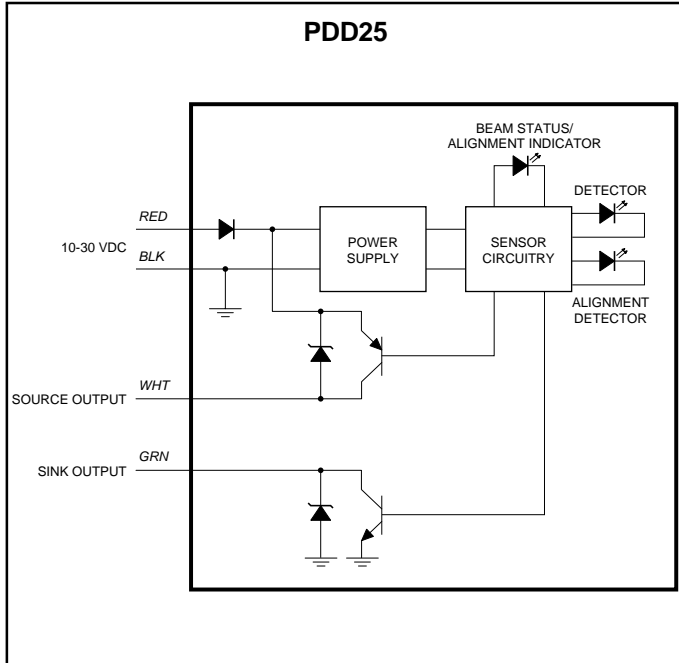 PDD25
BEAM STATUS/
ALIGNMENT INDICATOR
DETECTOR
RED
10-30 VDC
BLK
POWER
SUPPLY
SENSOR
CIRCUITRY
ALIGNMENT
DETECTOR
WHT
SOURCE OUTPUT
GRN
SINK OUTPUT